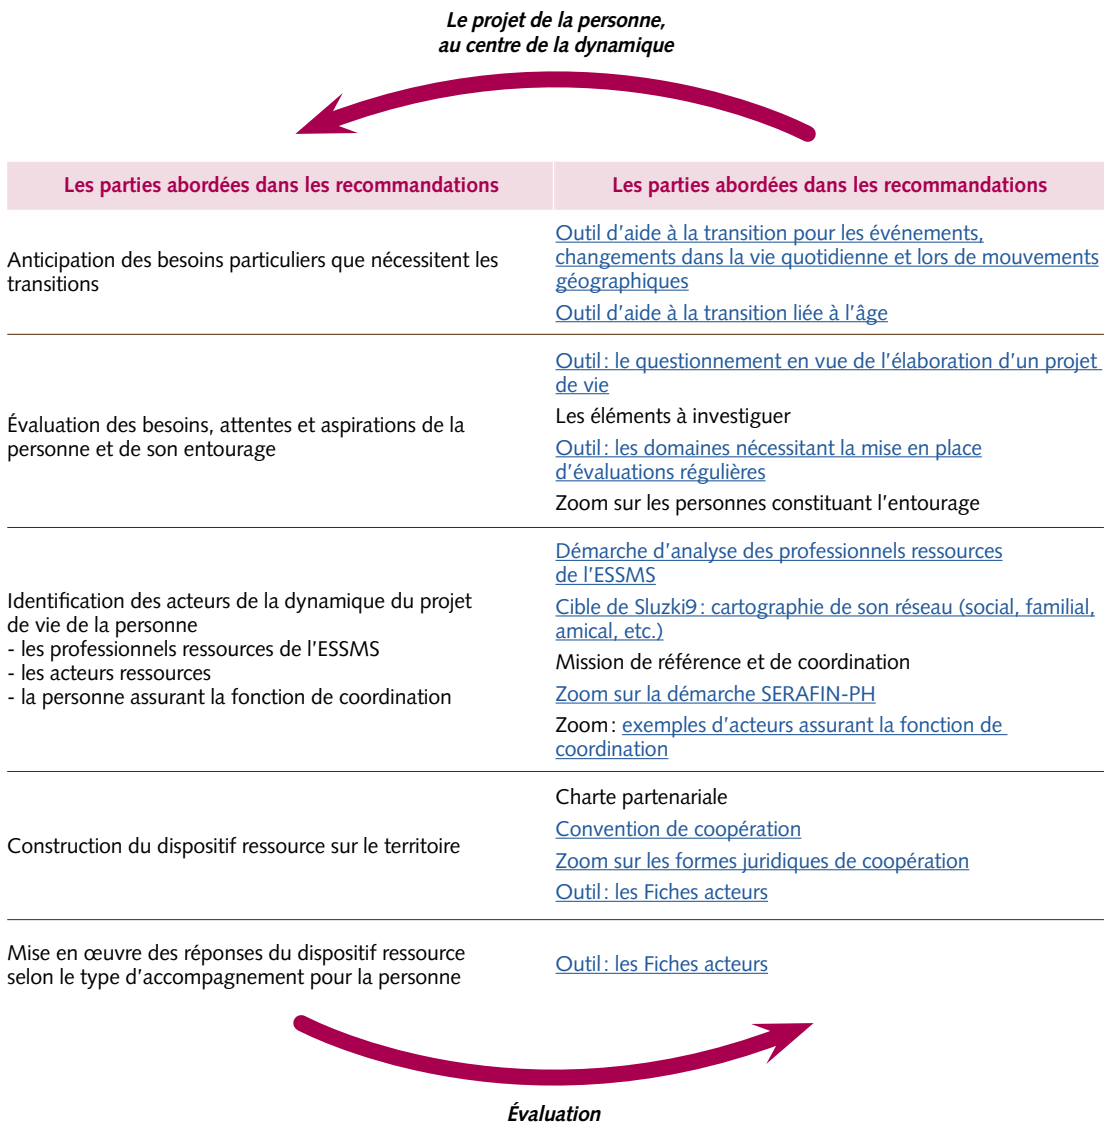 Le projet de la personne,
au centre de la dynamique
Les parties abordées dans les recommandations
Les parties abordées dans les recommandations
Anticipation des besoins particuliers que nécessitent les
transitions
Outil d'aide à la transition pour les événements,
changements dans la vie quotidienne et lors de mouvements
géographiques
Outil d'aide à la transition liée à l'âge
Évaluation des besoins, attentes et aspirations de la
personne et de son entourage
Outil : le questionnement en vue de l'élaboration d'un projet
de vie
Les éléments à investiguer
Outil : les domaines nécessitant la mise en place
d'évaluations régulières
Zoom sur les personnes constituant l'entourage
Identification des acteurs de la dynamique du projet
de vie de la personne
- les professionnels ressources de l'ESSMS
- les acteurs ressources
- la personne assurant la fonction de coordination
Démarche d'analyse des professionnels ressources
de l'ESSMS
Cible de Sluzki9 : cartographie de son réseau (social, familial,
amical, etc.)
Mission de référence et de coordination
Zoom sur la démarche SERAFIN-PH
Zoom : exemples d'acteurs assurant la fonction de
coordination
Construction du dispositif ressource sur le territoire
Charte partenariale
Convention de coopération
Zoom sur les formes juridiques de coopération
Outil : les Fiches acteurs
Mise en œuvre des réponses du dispositif ressource
selon le type d'accompagnement pour la personne
Outil : les Fiches acteurs
Évaluation